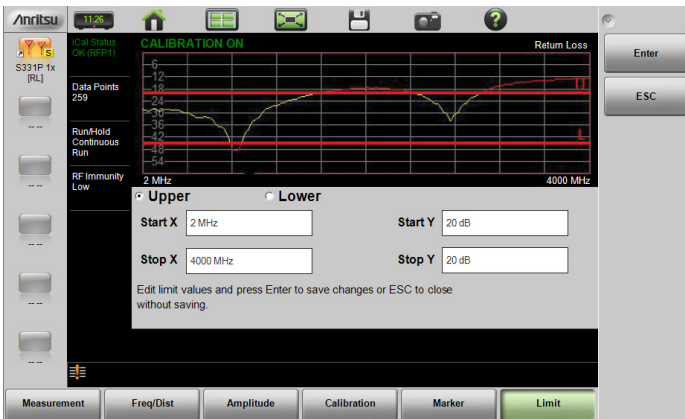 Anritsu
11:26
?
S
S331P 1x
[RL]
-- --
-- --
-- --
-- --
-- --
iCal Status
OK (RFP1)
Data Points
259
Run/Hold
Continuous
Run
RF Immunity
Low
CALIBRATION ON
Return Loss
-6
-12
-18
-24
-30
-36
-42
-48
-54
U
L
2 MHz
4000 MHz
Upper
Lower
Start X
2 MHz
Start Y
20 dB
Stop X
4000 MHz
Stop Y
20 dB
Edit limit values and press Enter to save changes or ESC to close
without saving.
Enter
ESC
Measurement
Freq/Dist
Amplitude
Calibration
Marker
Limit